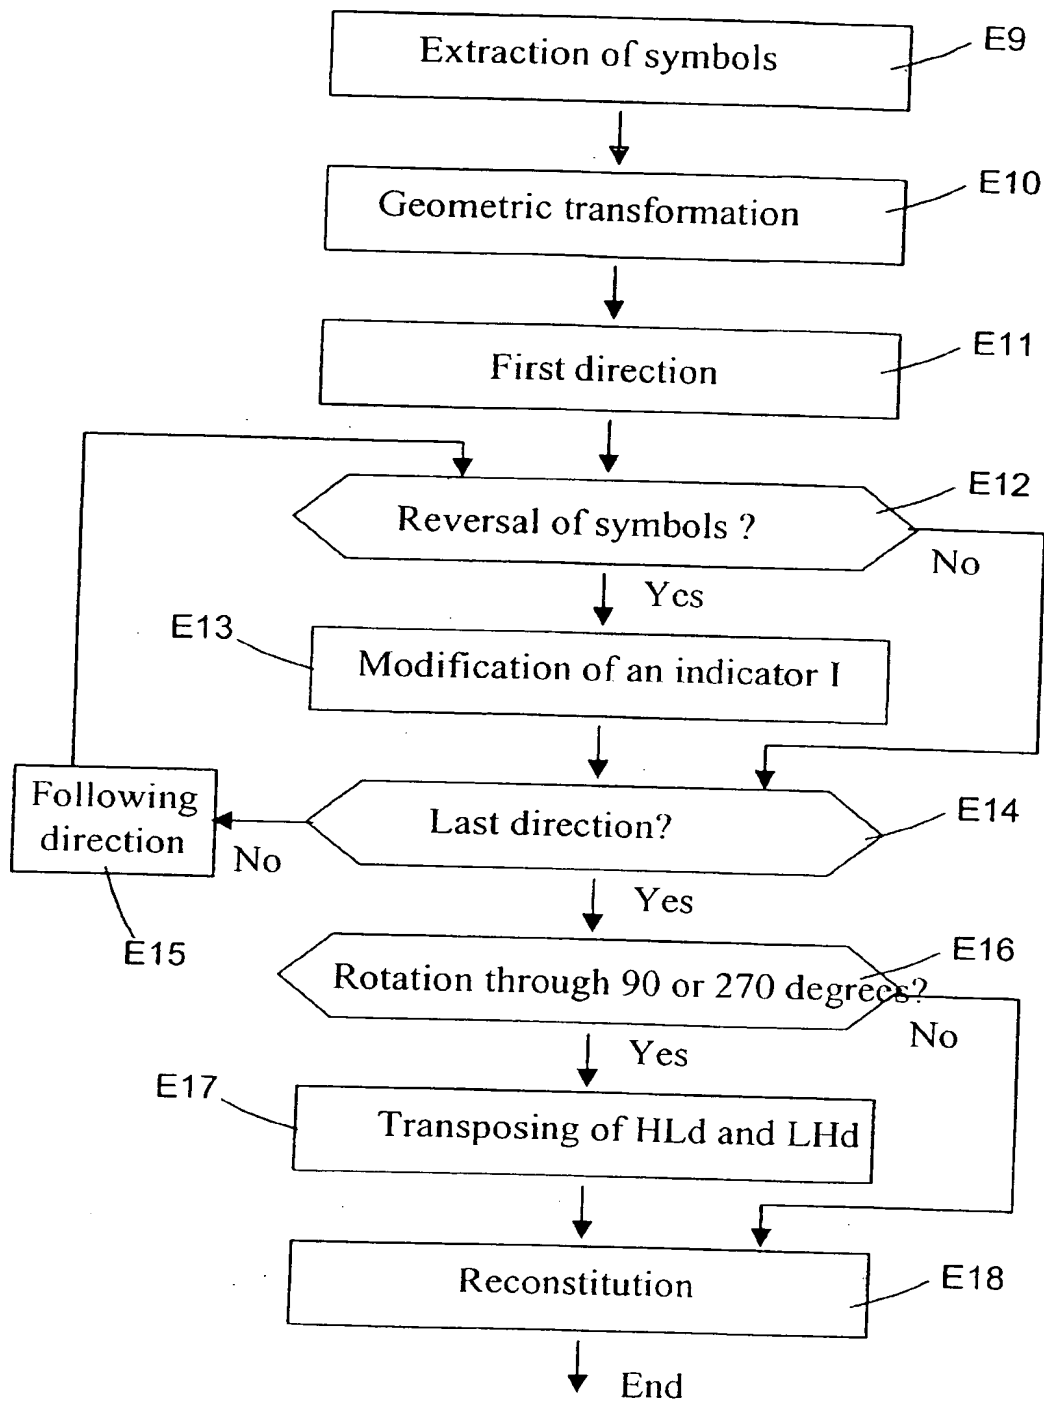 Extraction of symbols
E9
Geometric transformation
E10
First direction
E11
Reversal of symbols ?
E12
No
Yes
E13
Modification of an indicator I
Following
direction
Last direction?
E14
No
Yes
E15
Rotation through 90 or 270 degrees?
E16
No
Yes
E17
Transposing of HLd and LHd
Reconstitution
E18
End